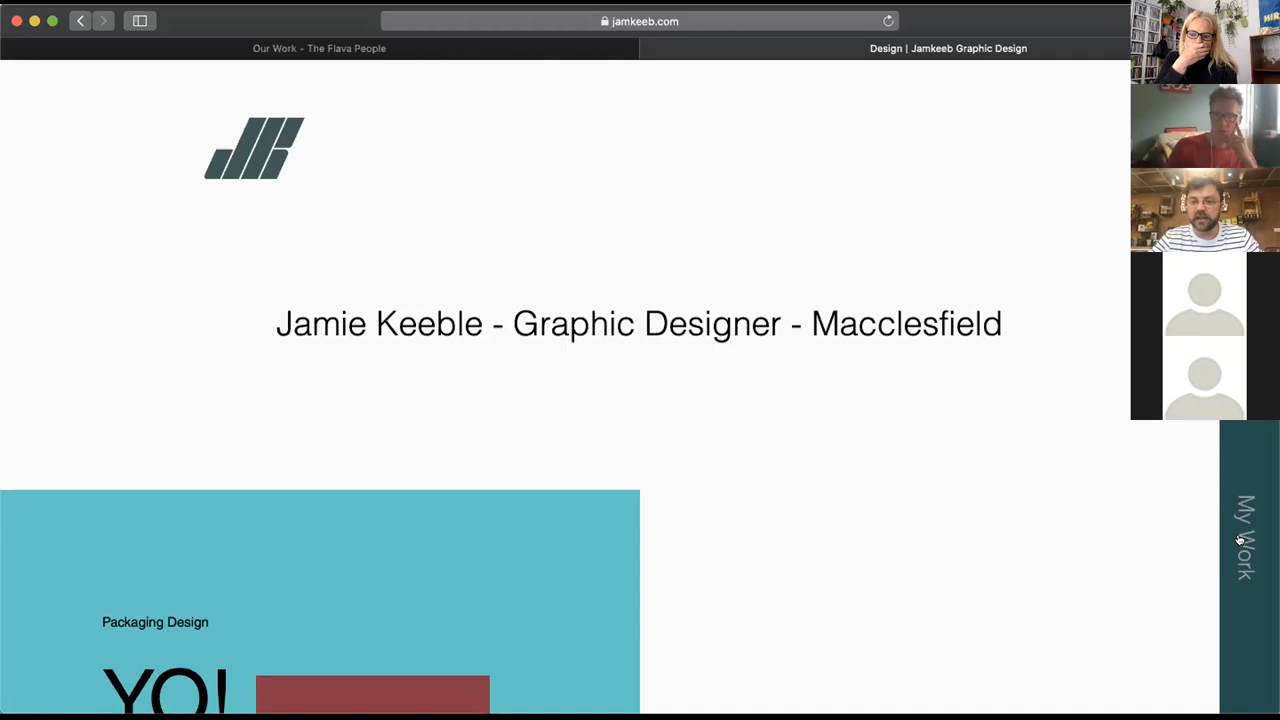 jamkeeb.com
Our Work - The Flava People
Design | Jamkeeb Graphic Design
Jamie Keeble - Graphic Designer - Macclesfield
My Work
Packaging Design
YO!